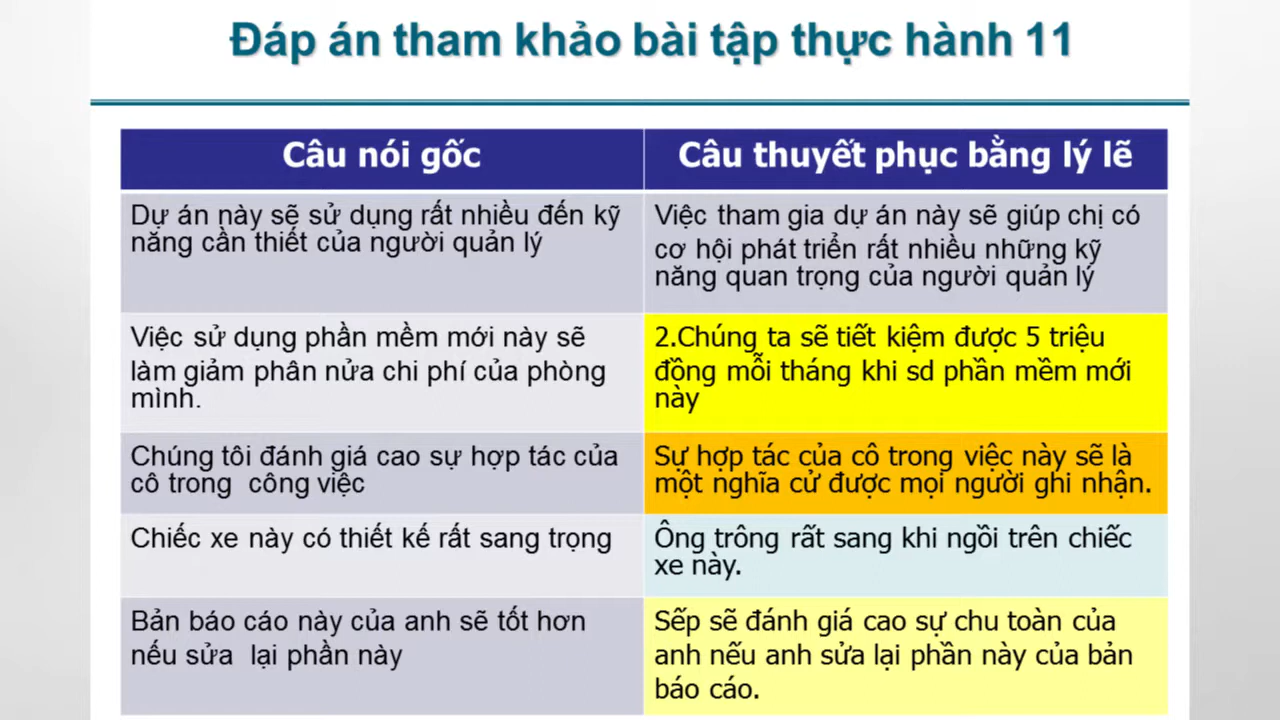 Đáp án tham khảo bài tập thực hành 11
Câu nói gốc
Câu thuyết phục bằng lý lẽ
Dự án này sẽ sử dụng rất nhiều đến kỹ
năng cần thiết của người quản lý
Việc tham gia dự án này sẽ giúp chị có
cơ hội phát triển rất nhiều những kỹ
năng quan trọng của người quản lý
Việc sử dụng phần mềm mới này sẽ
làm giảm phân nửa chi phí của phòng
mình.
2.Chúng ta sẽ tiết kiệm được 5 triệu
đồng mỗi tháng khi sd phần mềm mới
này
Chúng tôi đánh giá cao sự hợp tác của
cô trong công việc
Sự hợp tác của cô trong việc này sẽ là
một nghĩa cử được mọi người ghi nhận.
Chiếc xe này có thiết kế rất sang trọng
Ông trông rất sang khi ngồi trên chiếc
xe này.
Bản báo cáo này của anh sẽ tốt hơn
nếu sửa lại phần này
Sếp sẽ đánh giá cao sự chu toàn của
anh nếu anh sửa lại phần này của bản
báo cáo.